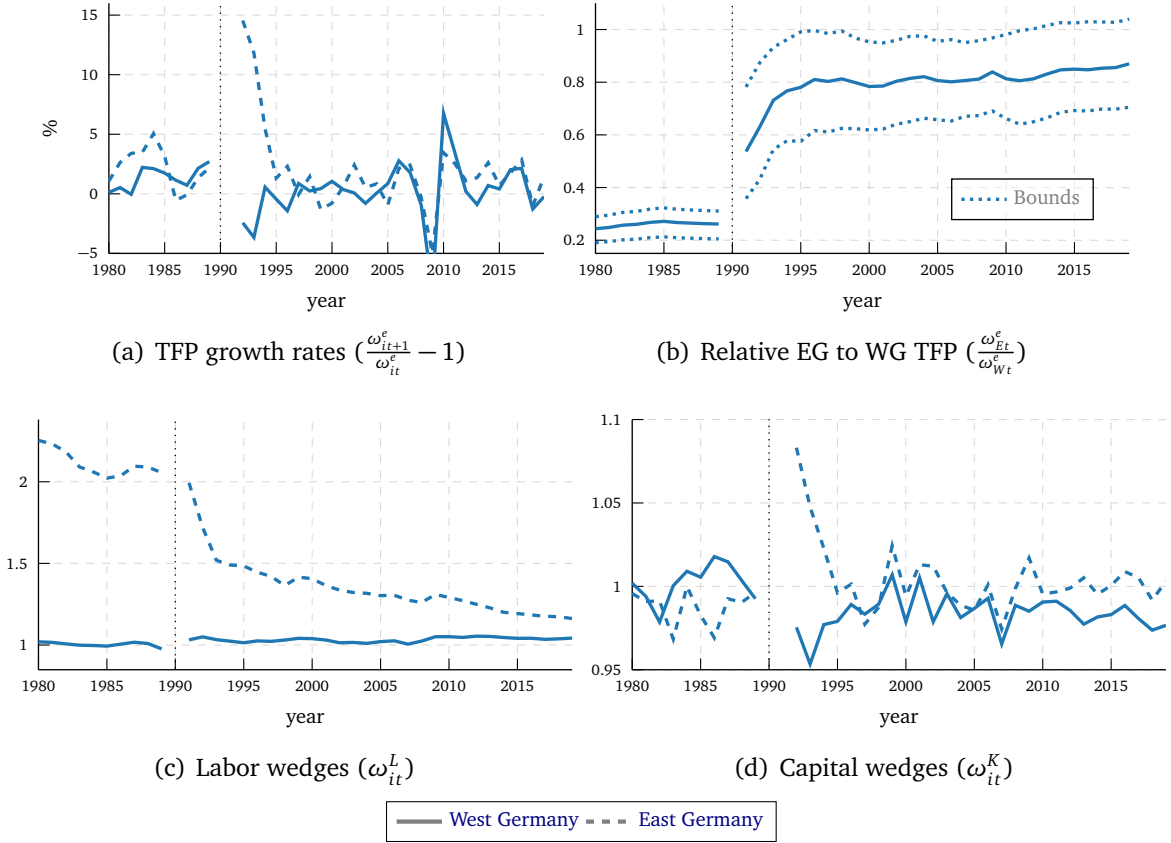 15
10
5
0
−5
%
1980 1985 1990 1995 2000 2005 2010 2015
year
(a) TFP growth rates (ω^e_{it+1}/ω^e_{it} − 1)
1
0.8
0.6
0.4
0.2
Bounds
1980 1985 1990 1995 2000 2005 2010 2015
year
(b) Relative EG to WG TFP (ω^e_{Et}/ω^e_{Wt})
2
1.5
1
1980 1985 1990 1995 2000 2005 2010 2015
year
(c) Labor wedges (ω^L_{it})
1.1
1.05
1
0.95
1980 1985 1990 1995 2000 2005 2010 2015
year
(d) Capital wedges (ω^K_{it})
West Germany East Germany